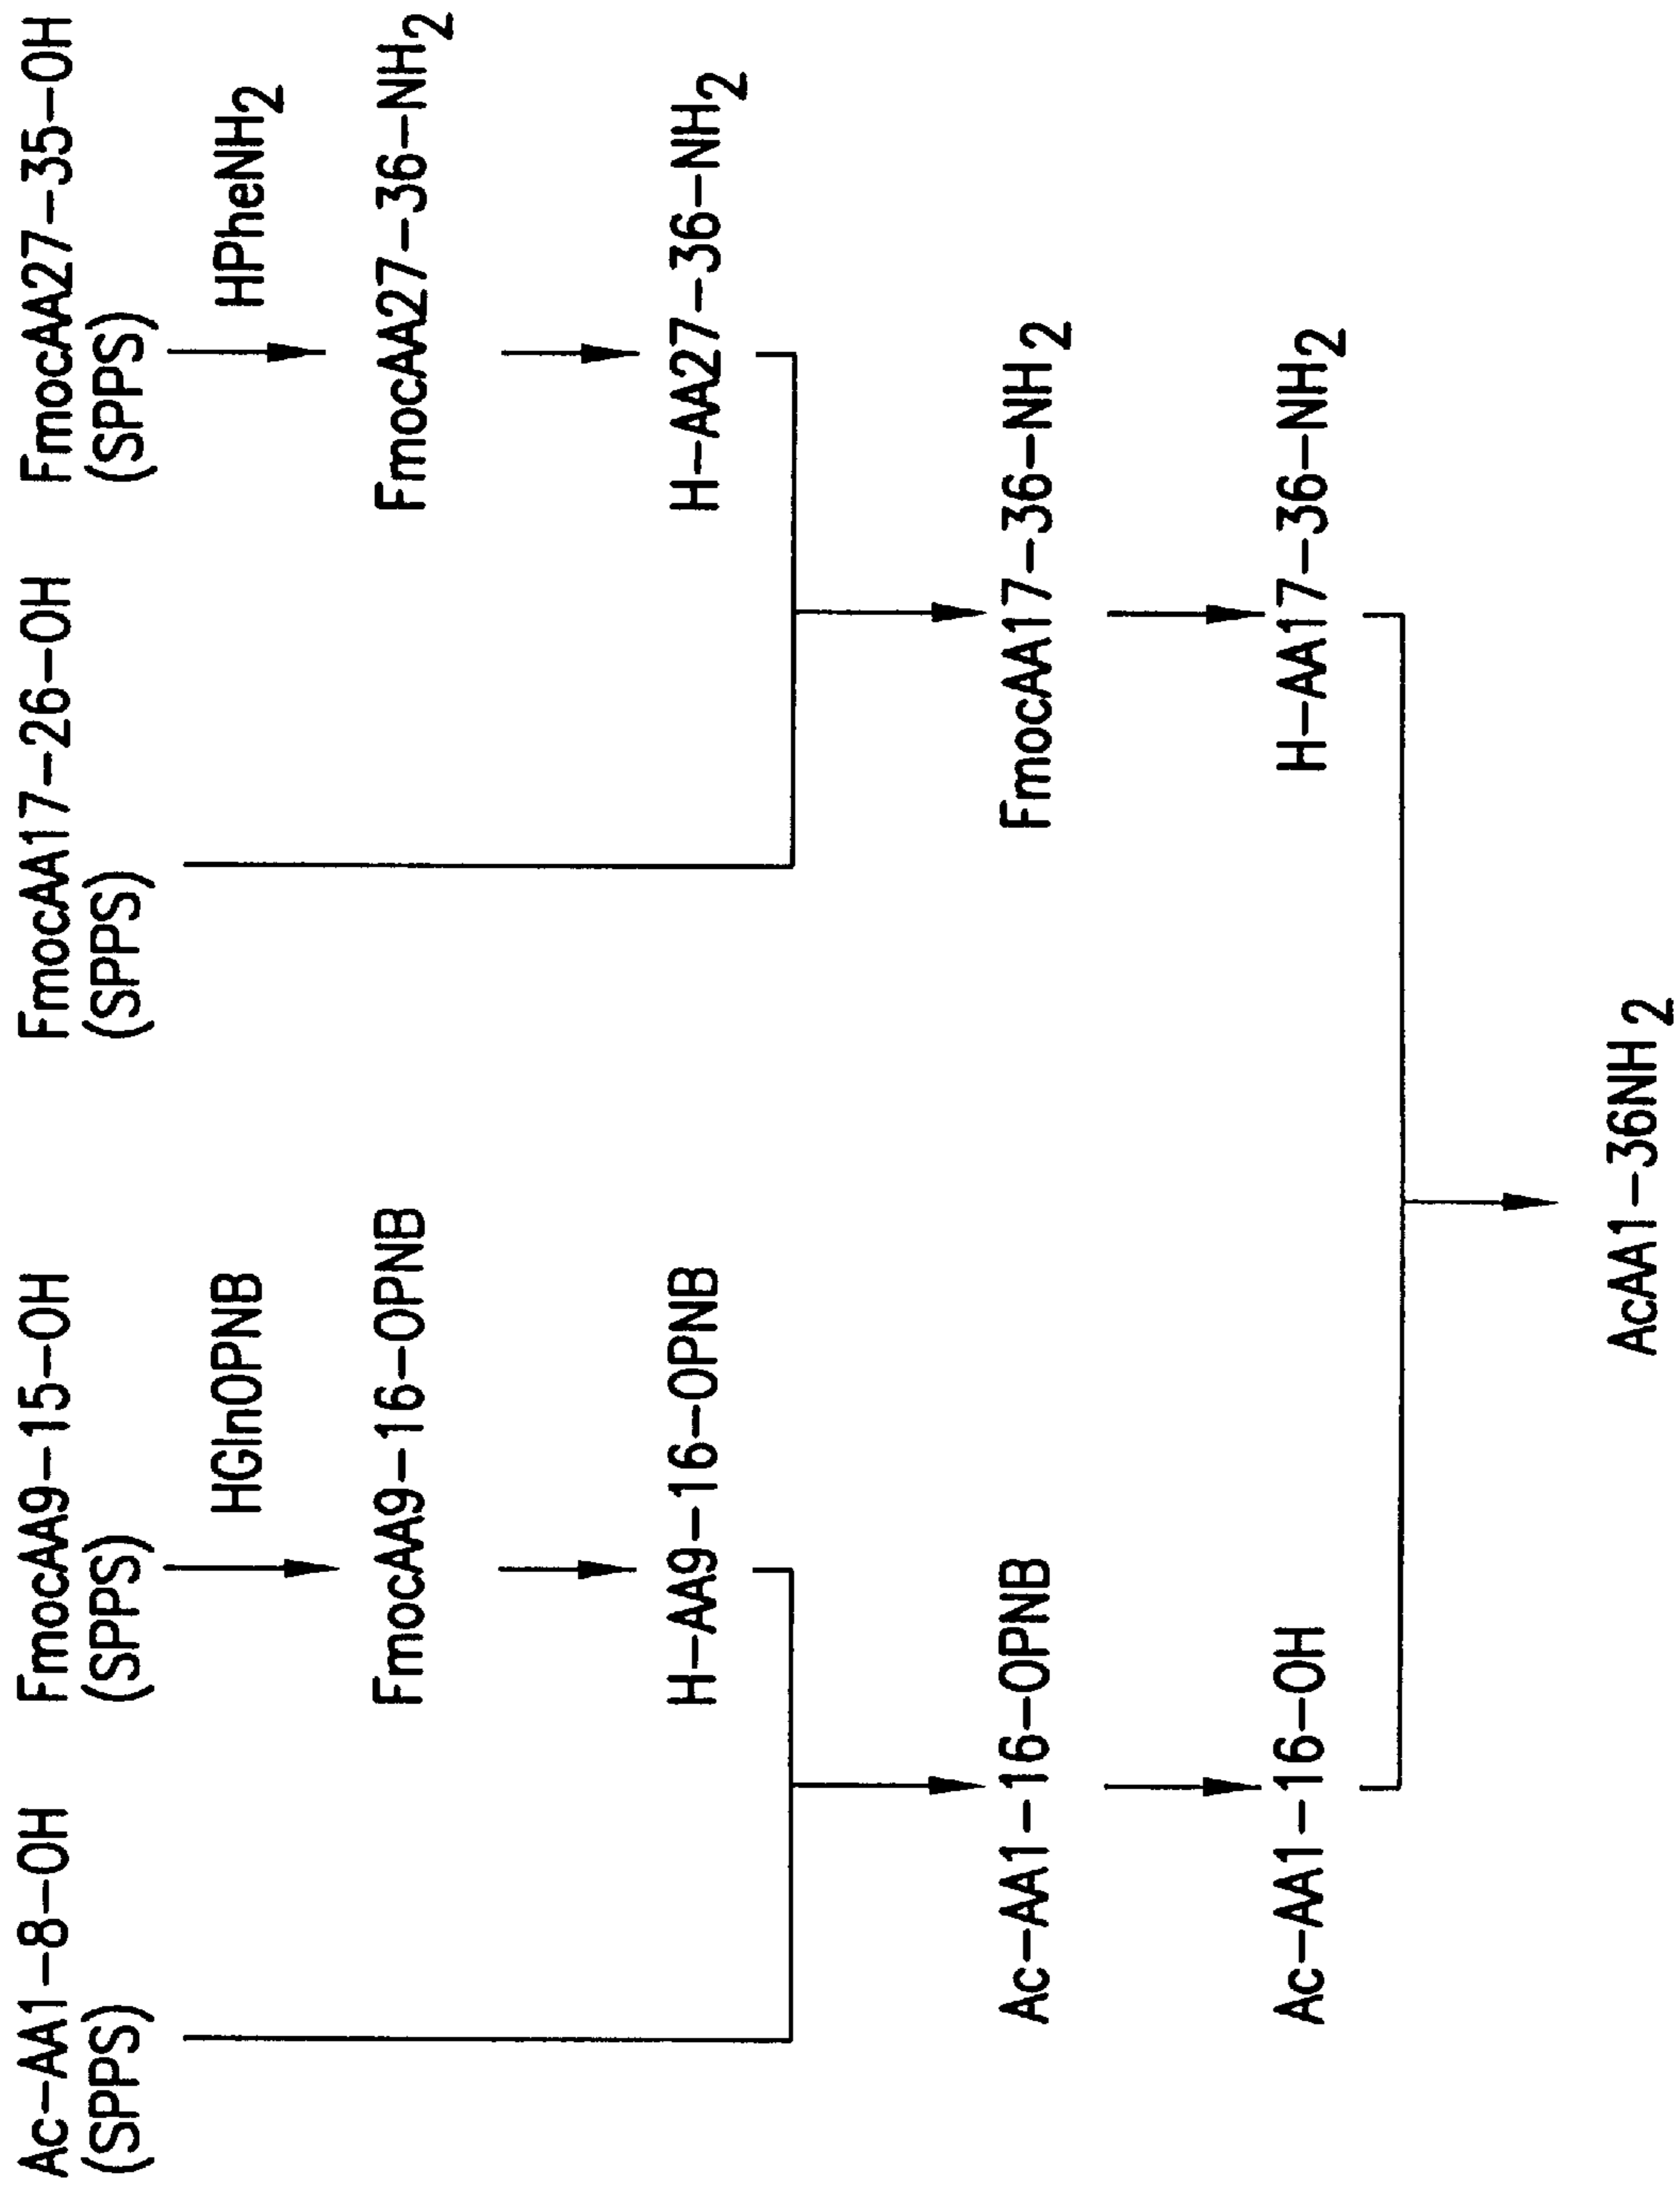 Ac-AA1-8-OH
(SPPS)
FmocAA9-15-OH
(SPPS)
FmocAA17-26-OH
(SPPS)
FmocAA27-35-OH
(SPPS)
HGlnOPNB
HPheNH2
FmocAA9-16-OPNB
FmocAA27-36-NH2
H-AA9-16-OPNB
H-AA27-36-NH2
Ac-AA1-16-OPNB
FmocAA17-36-NH2
Ac-AA1-16-OH
H-AA17-36-NH2
AcAA1-36NH2